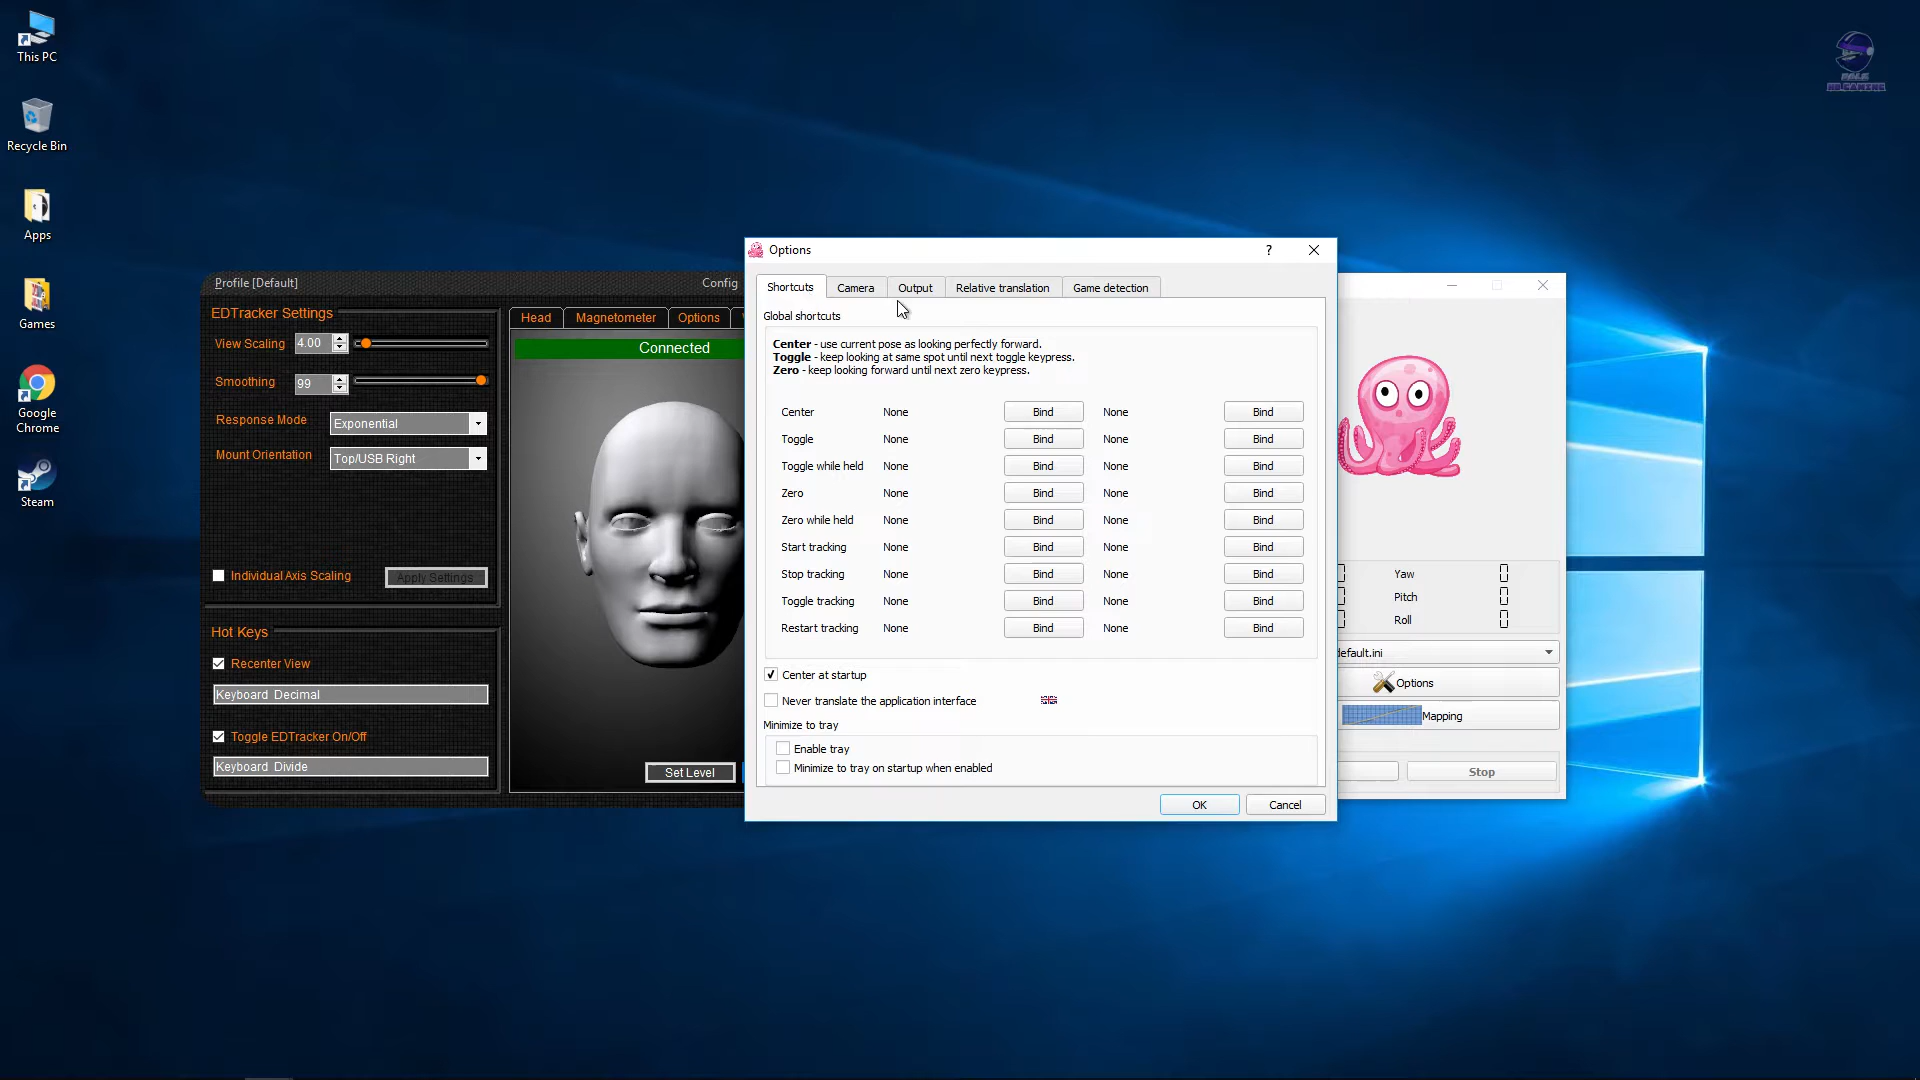 This PC
Recycle Bin
Apps
Games
Google
Chrome
Steam
HD GAMING
Profile [Default]
Config
EDTracker Settings
View Scaling 4.00
Smoothing 99
Response Mode Exponential
Mount Orientation Top/USB Right
Individual Axis Scaling Apply Settings
Hot Keys
Recenter View
Keyboard Decimal
Toggle EDTracker On/Off
Keyboard Divide
Head Magnetometer Options
Connected
Set Level
Options ?
Shortcuts Camera Output Relative translation Game detection
Global shortcuts
Center - use current pose as looking perfectly forward.
Toggle - keep looking at same spot until next toggle keypress.
Zero - keep looking forward until next zero keypress.
Center None Bind None Bind
Toggle None Bind None Bind
Toggle while held None Bind None Bind
Zero None Bind None Bind
Zero while held None Bind None Bind
Start tracking None Bind None Bind
Stop tracking None Bind None Bind
Toggle tracking None Bind None Bind
Restart tracking None Bind None Bind
Center at startup
Never translate the application interface
Minimize to tray
Enable tray
Minimize to tray on startup when enabled
OK Cancel
Yaw 0
Pitch 0
Roll 0
default.ini
Options
Mapping
Stop